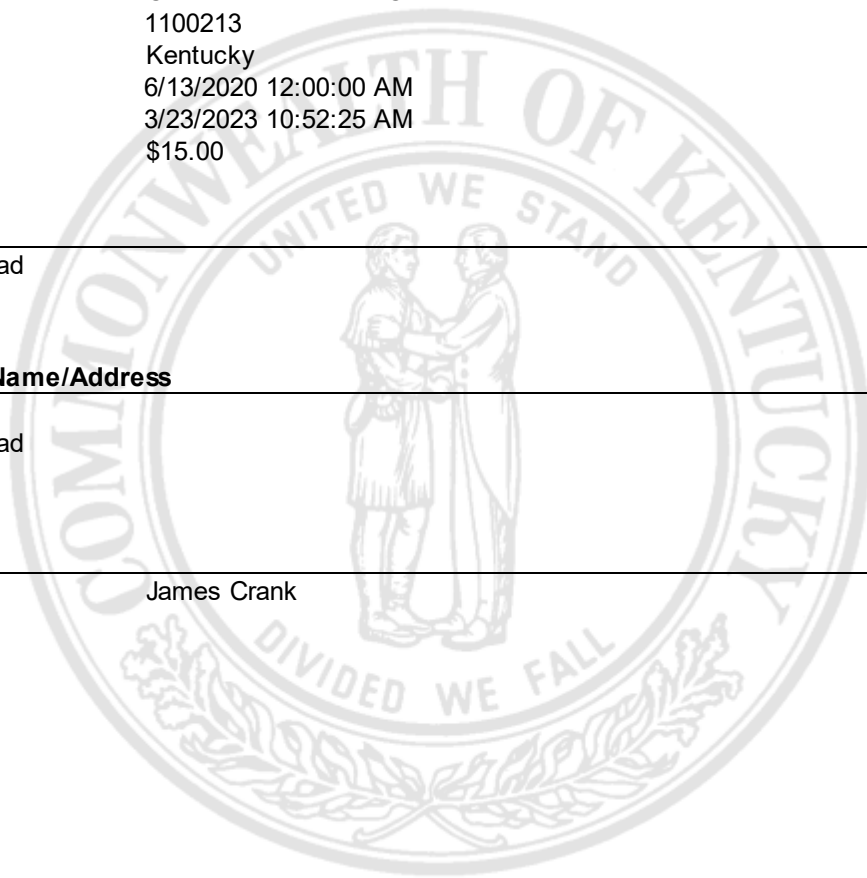 1100213
Kentucky
6/13/2020 12:00:00 AM
3/23/2023 10:52:25 AM
$15.00
ad
Name/Address
ad
James Crank
COMMONWEALTH OF KENTUCKY
UNITED WE STAND
DIVIDED WE FALL